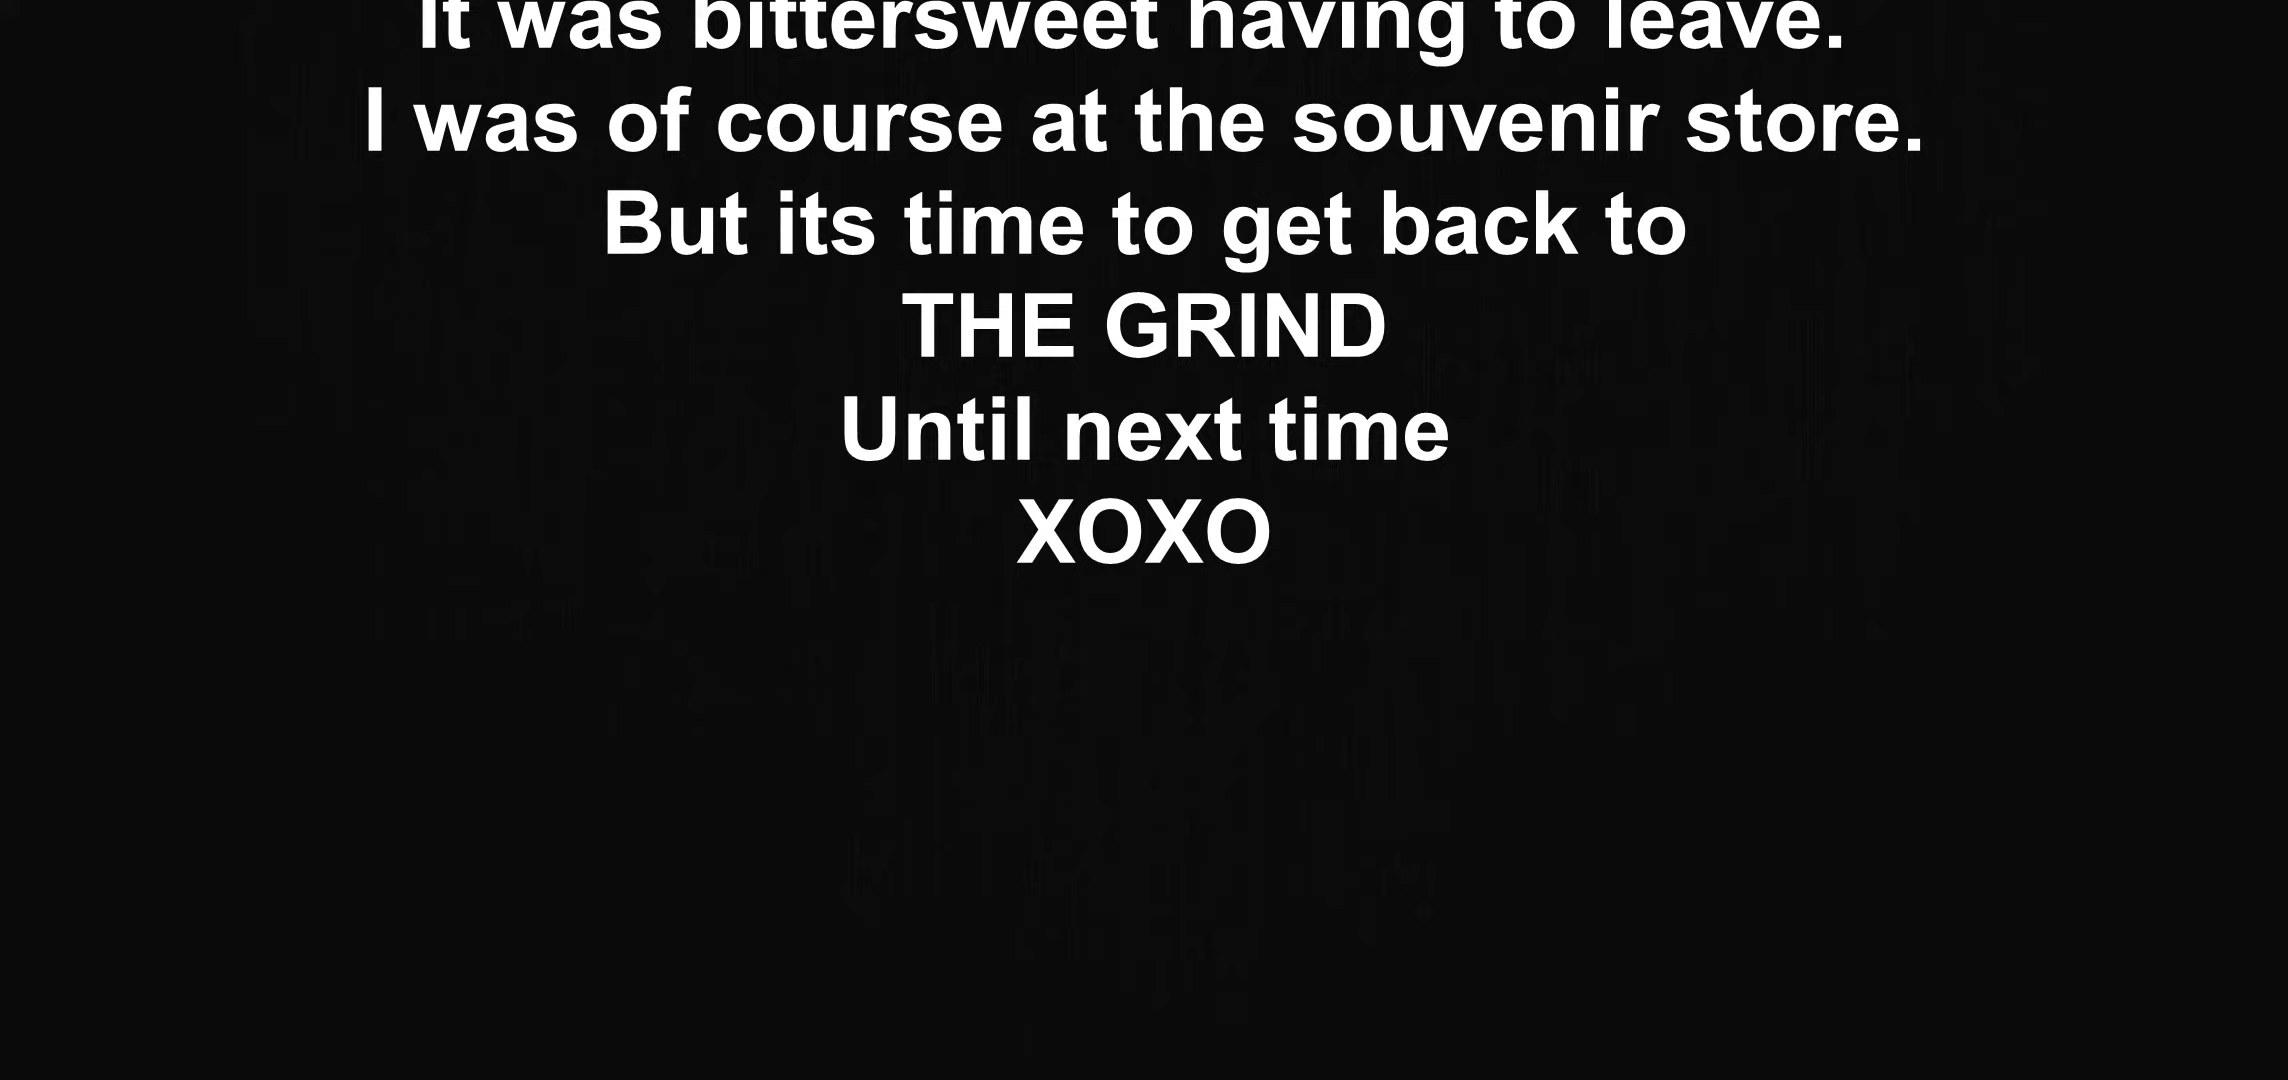 It was bittersweet having to leave.
I was of course at the souvenir store.
But its time to get back to
THE GRIND
Until next time
XOXO